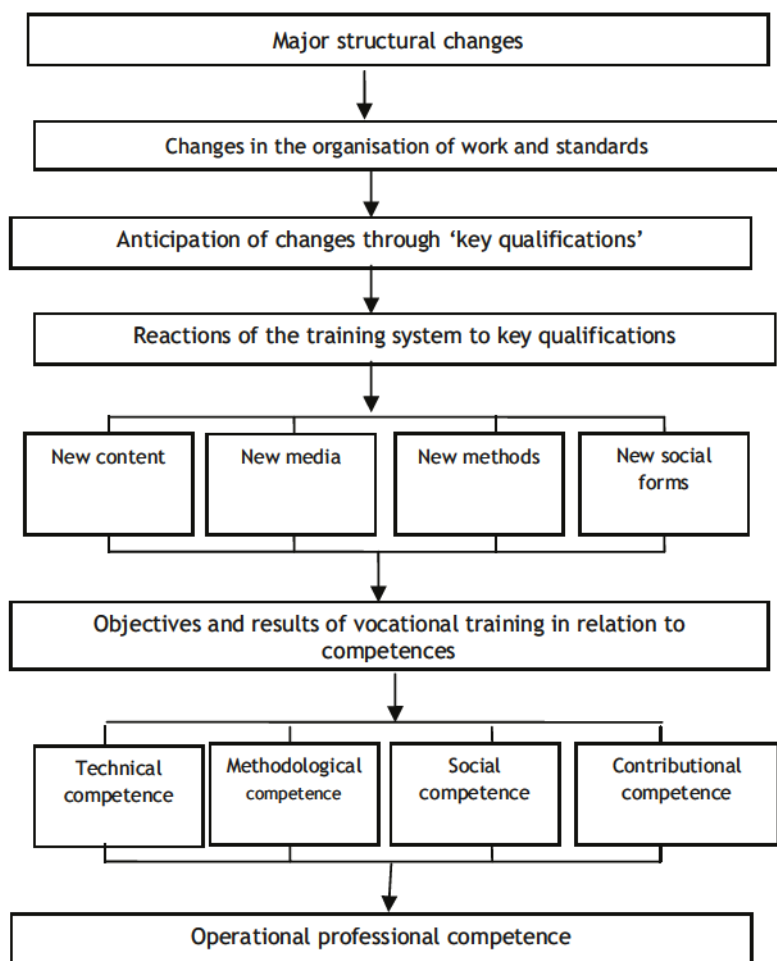 Major structural changes
Changes in the organisation of work and standards
Anticipation of changes through ‘key qualifications’
Reactions of the training system to key qualifications
New content
New media
New methods
New social
forms
Objectives and results of vocational training in relation to
competences
Technical
competence
Methodological
competence
Social
competence
Contributional
competence
Operational professional competence